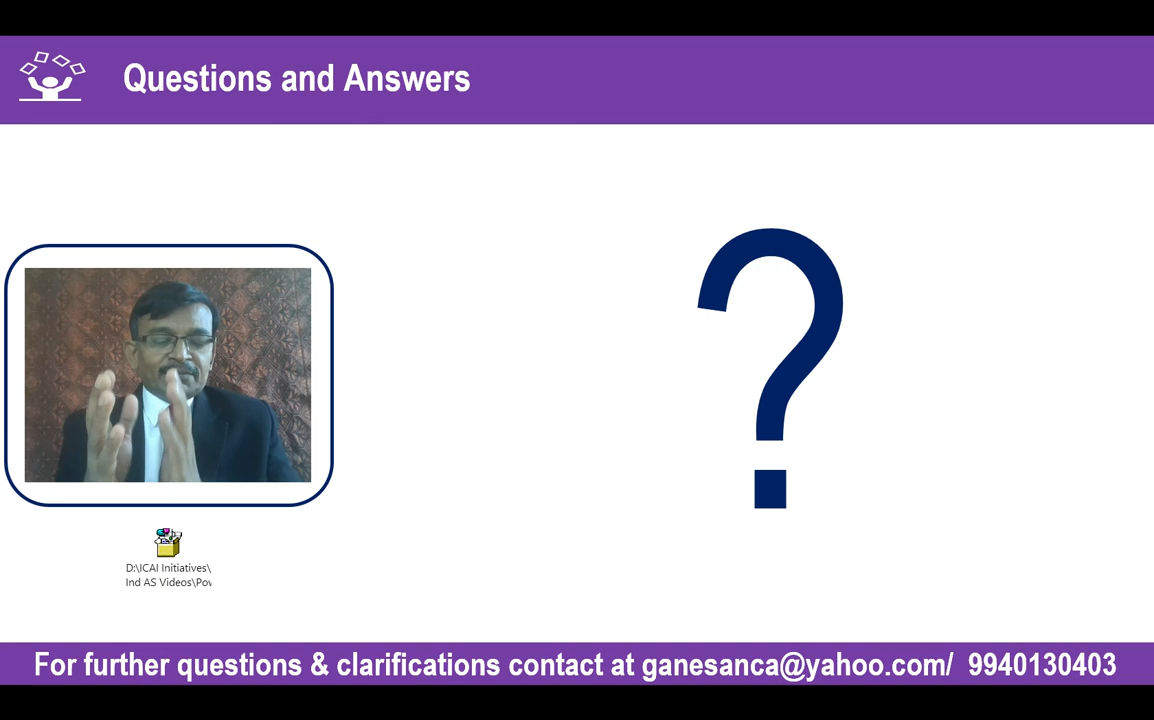 Questions and Answers
?
D:\ICAI Initiatives\
Ind AS Videos\Pov
For further questions & clarifications contact at ganesanca@yahoo.com/ 9940130403